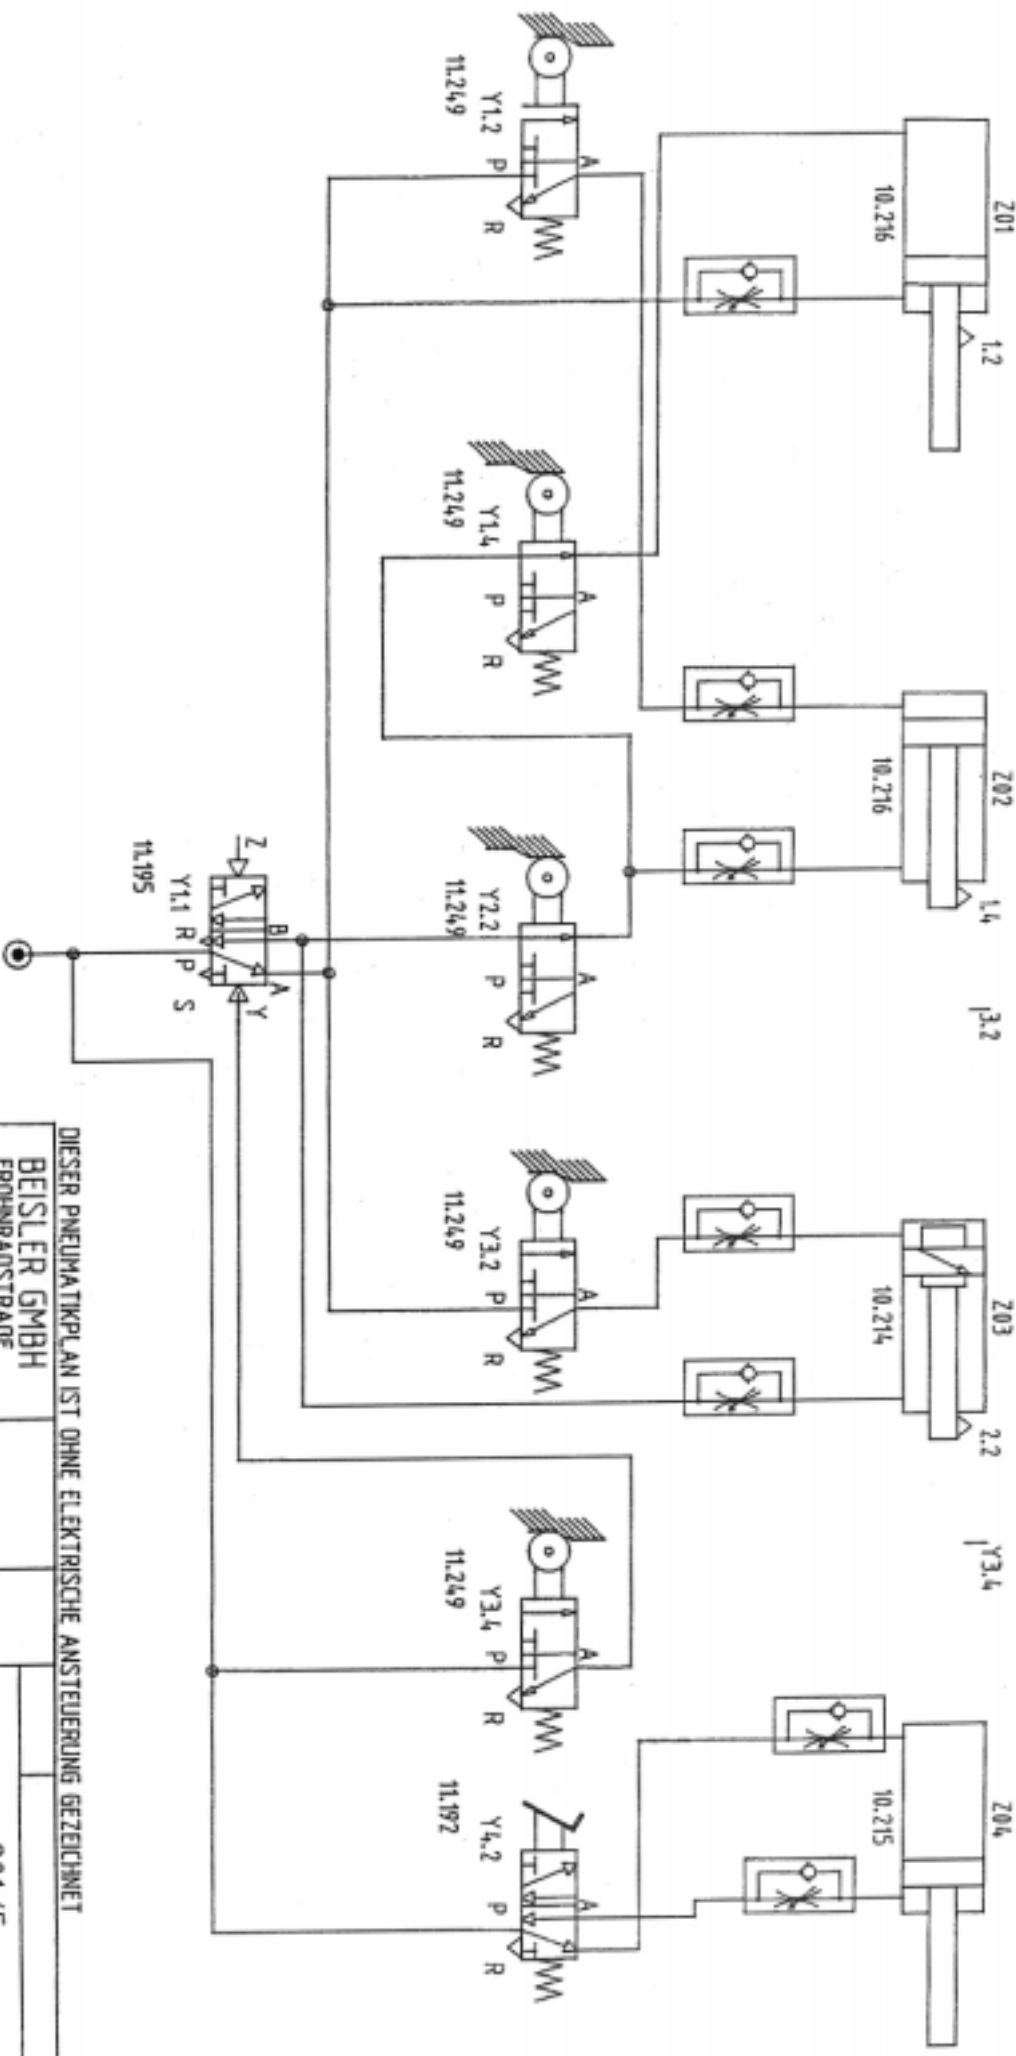 Z01
10.216
1.2
Z02
10.216
1.4
3.2
Z03
10.214
2.2
Y3.4
Z04
10.215
Y1.2
11.249
A
P
R
Y1.4
11.249
A
P
R
Y2.2
11.249
A
P
R
Y3.2
11.249
A
P
R
Y3.4
11.249
A
P
R
Y4.2
11.192
A
P
R
Z
B
A
Y
Y1.1
R
P
S
11.195
DIESER PNEUMATIKPLAN IST OHNE ELEKTRISCHE ANSTEUERUNG GEZEICHNET
BEISLER GMBH